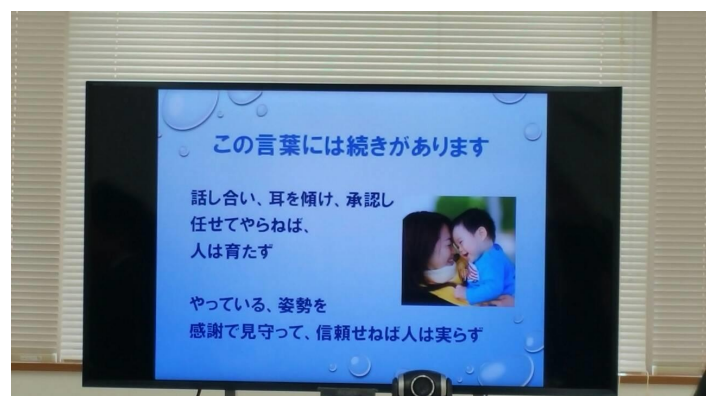 この言葉には続きがあります
話し合い、耳を傾け、承認し
任せてやらねば、
人は育たず
やっている、姿勢を
感謝で見守って、信頼せねば人は実らず